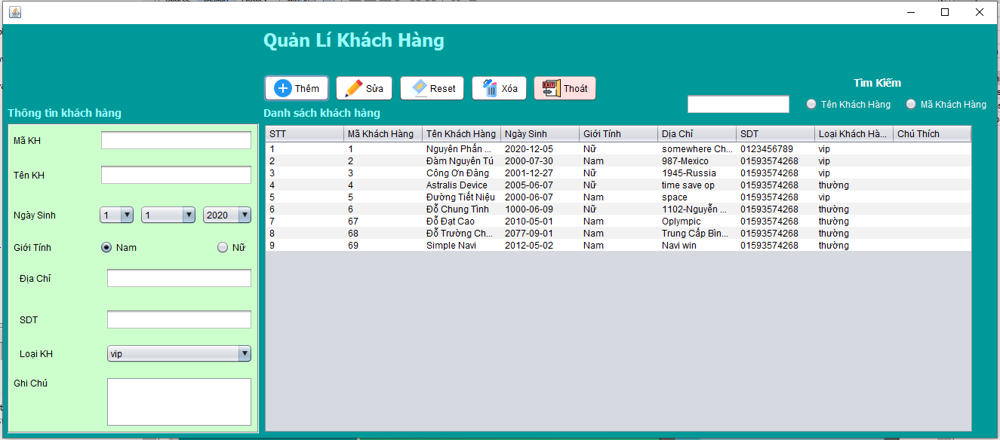 Quản Lí Khách Hàng
Thêm Sửa Reset Xóa Thoát
Tìm Kiếm
Tên Khách Hàng Mã Khách Hàng
Thông tin khách hàng
Mã KH
Tên KH
Ngày Sinh 1 1 2020
Giới Tính Nam Nữ
Địa Chỉ
SDT
Loại KH vip
Ghi Chú
Danh sách khách hàng
STT Mã Khách Hàng Tên Khách Hàng Ngày Sinh Giới Tính Địa Chỉ SDT Loại Khách Hà... Chú Thích
1 1 Nguyên Phấn ... 2020-12-05 Nữ somewhere Ch... 0123456789 vip
2 2 Đàm Nguyên Tú 2000-07-30 Nam 987-Mexico 01593574268 vip
3 3 Công Ơn Đảng 2001-12-27 Nữ 1945-Russia 01593574268 vip
4 4 Astralis Device 2005-06-07 Nữ time save op 01593574268 thường
5 5 Đường Tiết Niệu 2000-06-07 Nam space 01593574268 vip
6 6 Đỗ Chung Tình 1000-06-09 Nữ 1102-Nguyễn ... 01593574268 thường
7 67 Đỗ Đạt Cao 2010-05-01 Nam Oplympic 01593574268 thường
8 68 Đỗ Trường Ch... 2077-09-01 Nam Trung Cấp Bìn... 01593574268 thường
9 69 Simple Navi 2012-05-02 Nam Navi win 01593574268 thường